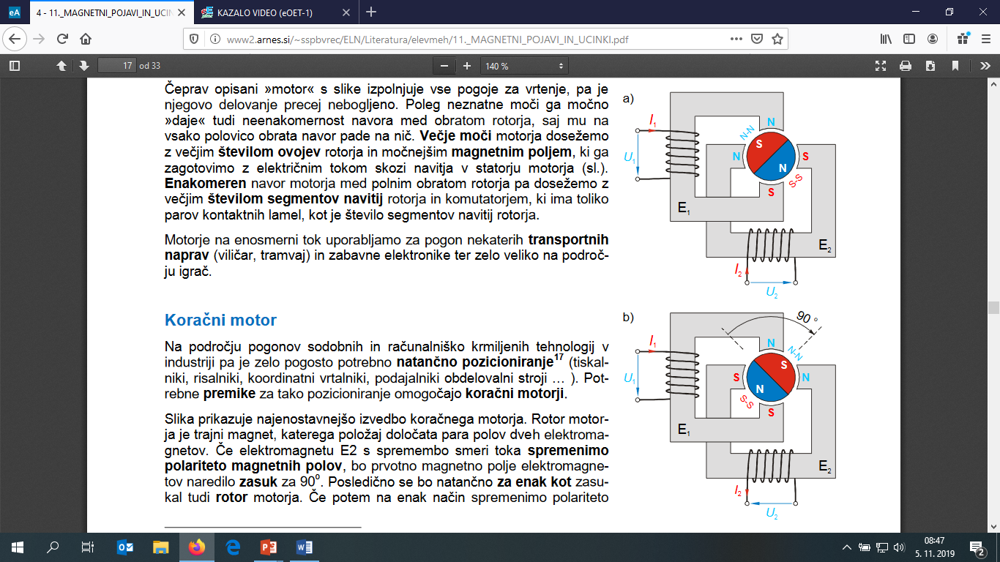 4 - 11._MAGNETNI_POJAVI_IN_UCINK
KAZALO VIDEO (eOET-1)
www2.arnes.si/~sspbvrec/ELN/Literatura/elevmeh/11._MAGNETNI_POJAVI_IN_UCINKI.pdf
17 od 33
140 %
Čeprav opisani »motor« s slike izpolnjuje vse pogoje za vrtenje, pa je
njegovo delovanje precej nebogljeno. Poleg neznatne moči ga močno
»daje« tudi neenakomernost navora med obratom rotorja, saj mu na
vsako polovico obrata navor pade na nič. Večje moči motorja dosežemo
z večjim številom ovojev rotorja in močnejšim magnetnim poljem, ki ga
zagotovimo z električnim tokom skozi navitja v statorju motorja (sl.).
Enakomeren navor motorja med polnim obratom rotorja pa dosežemo z
večjim številom segmentov navitij rotorja in komutatorjem, ki ima toliko
parov kontaktnih lamel, kot je število segmentov navitij rotorja.
Motorje na enosmerni tok uporabljamo za pogon nekaterih transportnih
naprav (viličar, tramvaj) in zabavne elektronike ter zelo veliko na področ-
ju igrač.
Koračni motor
Na področju pogonov sodobnih in računalniško krmiljenih tehnologij v
industriji pa je zelo pogosto potrebno natančno pozicioniranje17 (tiskal-
niki, risalniki, koordinatni vrtalniki, podajalniki obdelovalni stroji … ). Pot-
rebne premike za tako pozicioniranje omogočajo koračni motorji.
Slika prikazuje najenostavnejšo izvedbo koračnega motorja. Rotor motor-
ja je trajni magnet, katerega položaj določata para polov dveh elektroma-
gnetov. Če elektromagnetu E2 s spremembo smeri toka spremenimo
polariteto magnetnih polov, bo prvotno magnetno polje elektromagne-
tov naredilo zasuk za 90o. Posledično se bo natančno za enak kot zasu-
kal tudi rotor motorja. Če potem na enak način spremenimo polariteto
a)
I1
U1
N
N-N
S
N
S
N
S-S
S
E1
E2
I2
U2
b)
90 °
I1
U1
N
N-N
S
S
N
N
S-S
S
E1
E2
I2
U2
08:47
5. 11. 2019
2